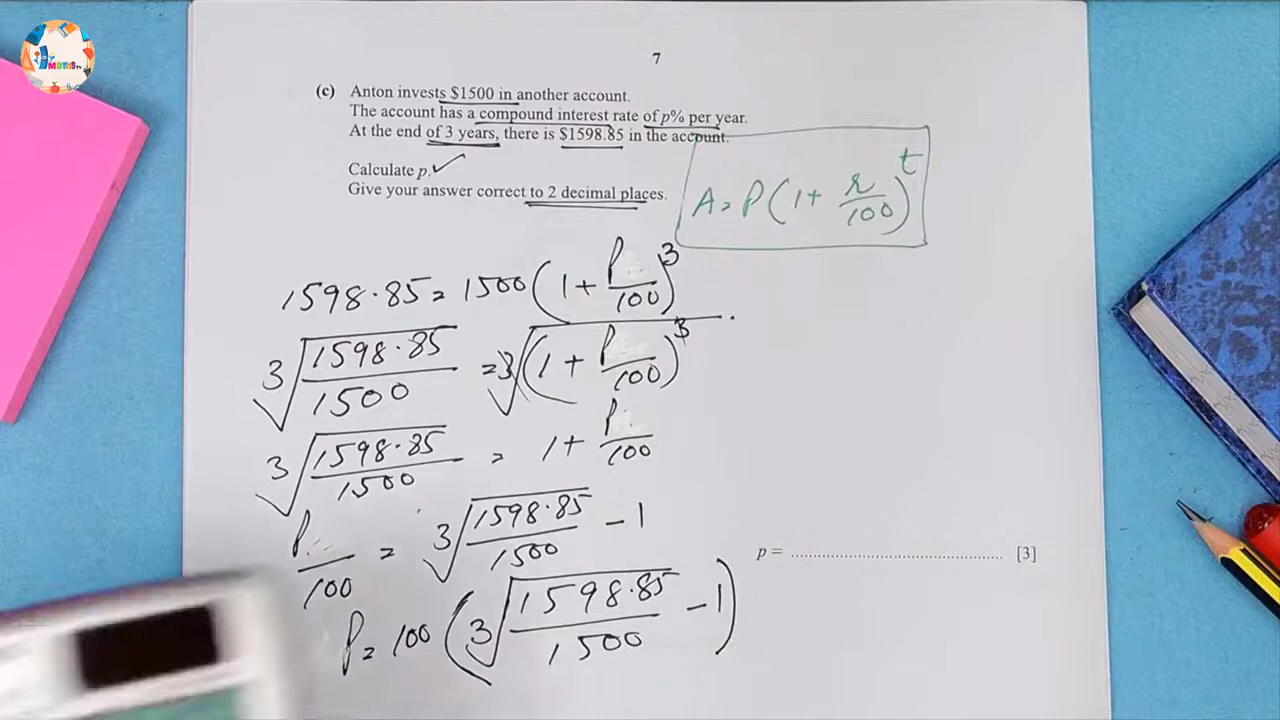 MATHS TV
7
(c) Anton invests $1500 in another account.
The account has a compound interest rate of p% per year.
At the end of 3 years, there is $1598.85 in the account.
Calculate p.
Give your answer correct to 2 decimal places.
A = P(1 + r/100)^t
1598.85 = 1500(1 + P/100)^3
3√(1598.85/1500) = 3√(1 + P/100)^3
3√(1598.85/1500) = 1 + P/100
P/100 = 3√(1598.85/1500) - 1
P = 100(3√(1598.85/1500) - 1)
p = ................................................ [3]